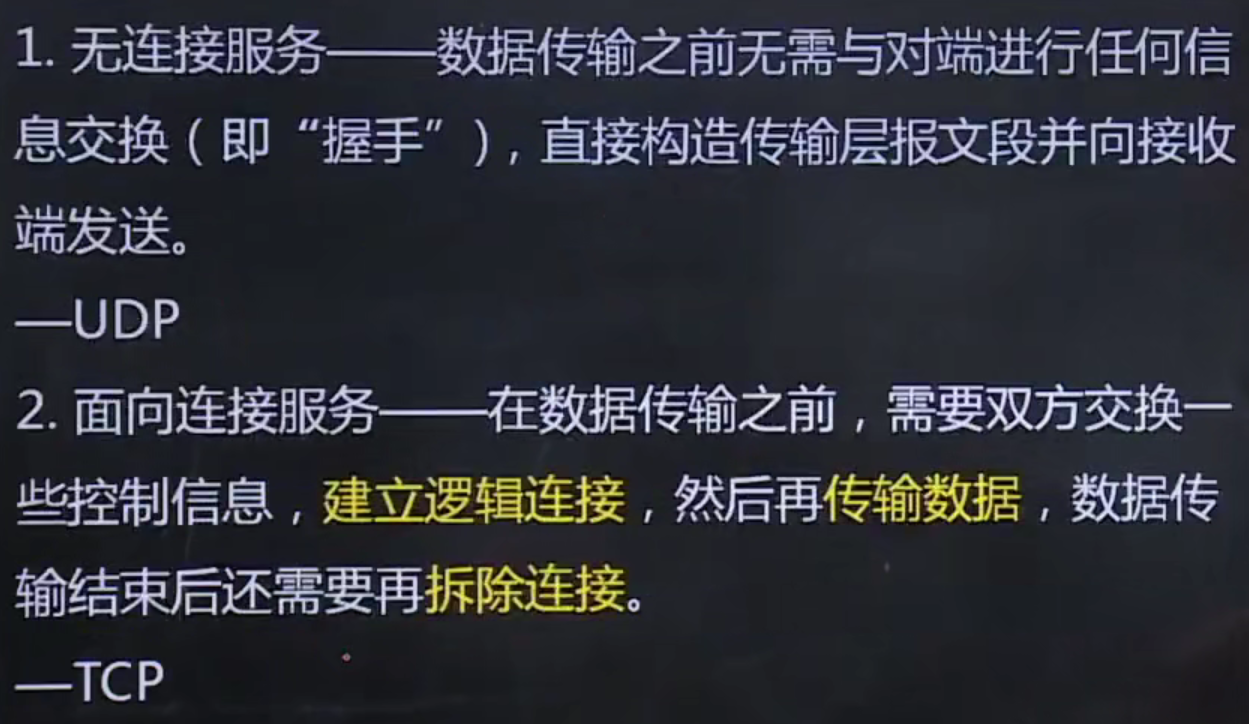 1. 无连接服务——数据传输之前无需与对端进行任何信
息交换（即“握手”），直接构造传输层报文段并向接收
端发送。
—UDP
2. 面向连接服务——在数据传输之前，需要双方交换一
些控制信息，建立逻辑连接，然后再传输数据，数据传
输结束后还需要再拆除连接。
—TCP